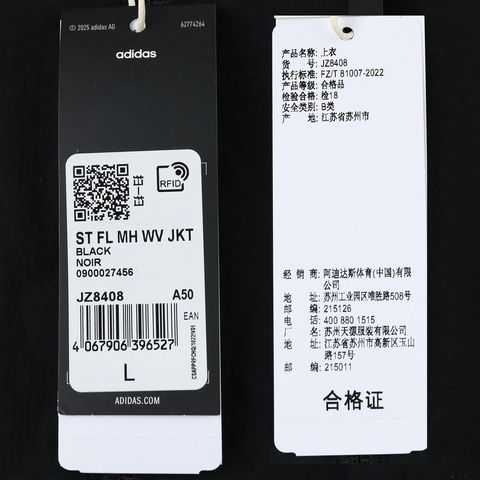 © 2025 adidas AG 62774264
adidas
RFID
ST FL MH WV JKT
BLACK
NOIR
0900027456
JZ8408 A50
EAN
4 067906 396527
L
ADIDAS.COM
产品名称: 上衣
货 号: JZ8408
执行标准: FZ/T 81007-2022
产品等级: 合格品
检验合格: 检18
安全类别: B类
产 地: 江苏省苏州市
经 销 商: 阿迪达斯体育(中国)有限
公司
地 址: 苏州工业园区唯胜路508号
邮 编: 215126
电 话: 400 880 1515
厂 名: 苏州天源服装有限公司
地 址: 江苏省苏州市高新区玉山
路157号
邮 编: 215011
合格证